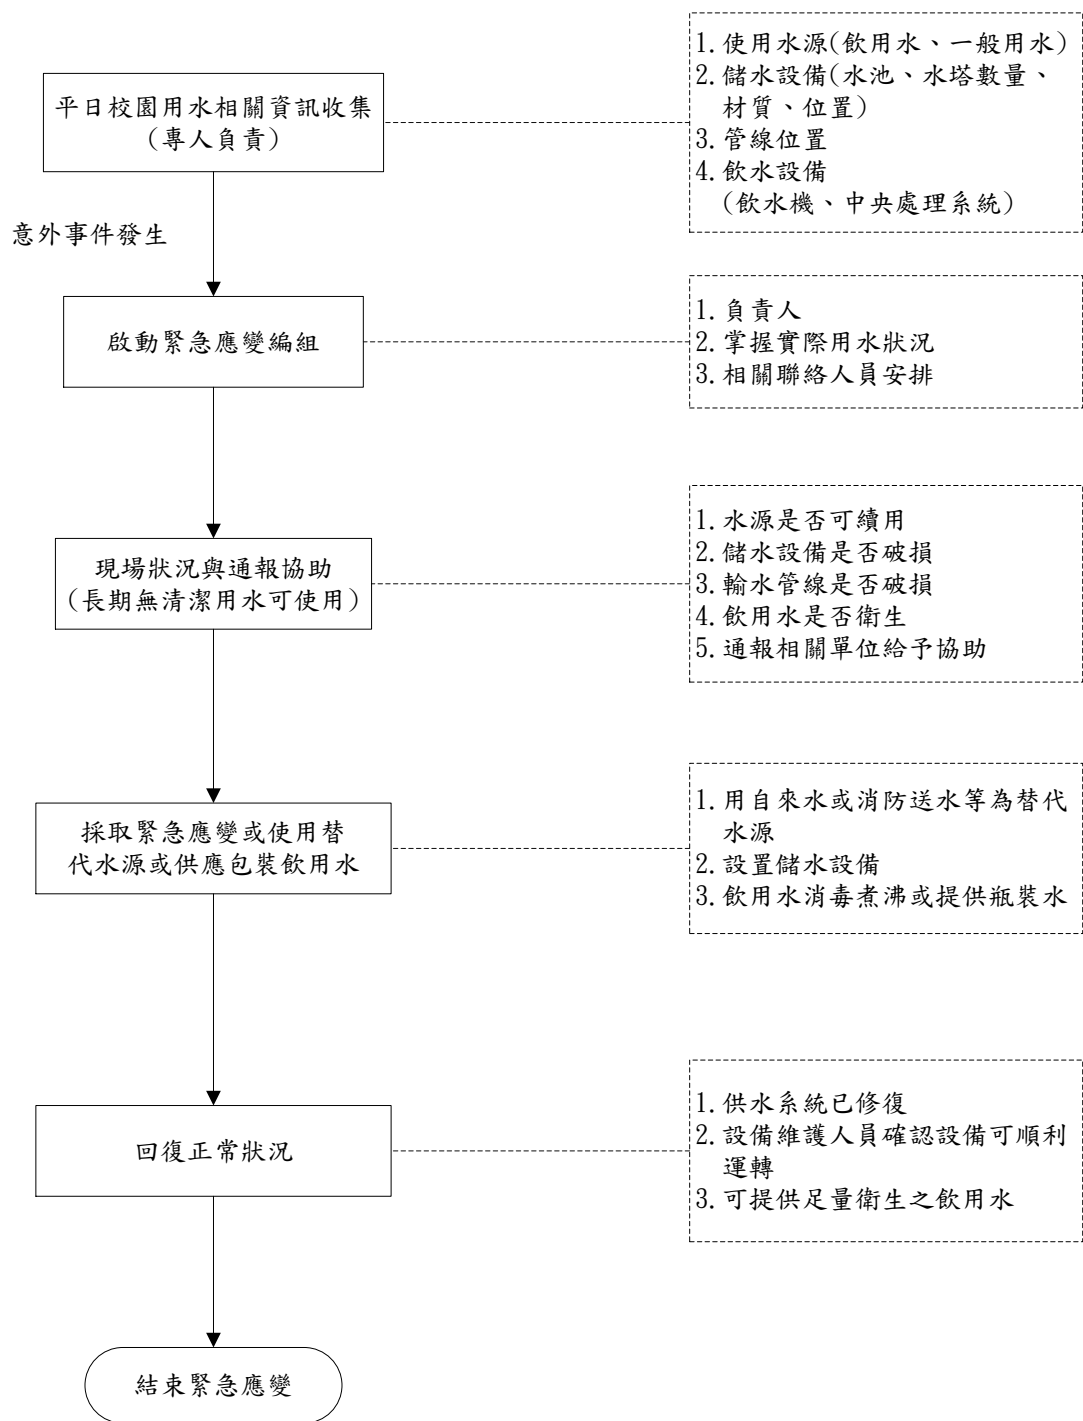 平日校園用水相關資訊收集
（專人負責）
1.使用水源(飲用水、一般用水)
2.儲水設備(水池、水塔數量、
材質、位置)
3.管線位置
4.飲水設備
(飲水機、中央處理系統)
意外事件發生
啟動緊急應變編組
1.負責人
2.掌握實際用水狀況
3.相關聯絡人員安排
現場狀況與通報協助
（長期無清潔用水可使用）
1.水源是否可續用
2.儲水設備是否破損
3.輸水管線是否破損
4.飲用水是否衛生
5.通報相關單位給予協助
採取緊急應變或使用替
代水源或供應包裝飲用水
1.用自來水或消防送水等為替代
水源
2.設置儲水設備
3.飲用水消毒煮沸或提供瓶裝水
回復正常狀況
1.供水系統已修復
2.設備維護人員確認設備可順利
運轉
3.可提供足量衛生之飲用水
結束緊急應變